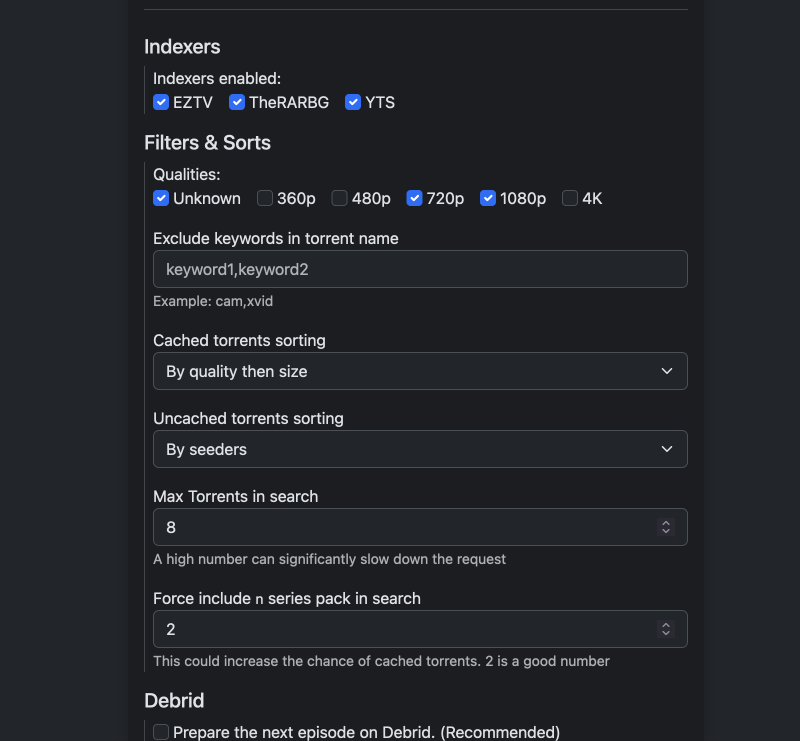 Indexers
Indexers enabled:
EZTV TheRARBG YTS
Filters & Sorts
Qualities:
Unknown 360p 480p 720p 1080p 4K
Exclude keywords in torrent name
keyword1,keyword2
Example: cam,xvid
Cached torrents sorting
By quality then size
Uncached torrents sorting
By seeders
Max Torrents in search
8
A high number can significantly slow down the request
Force include n series pack in search
2
This could increase the chance of cached torrents. 2 is a good number
Debrid
Prepare the next episode on Debrid. (Recommended)